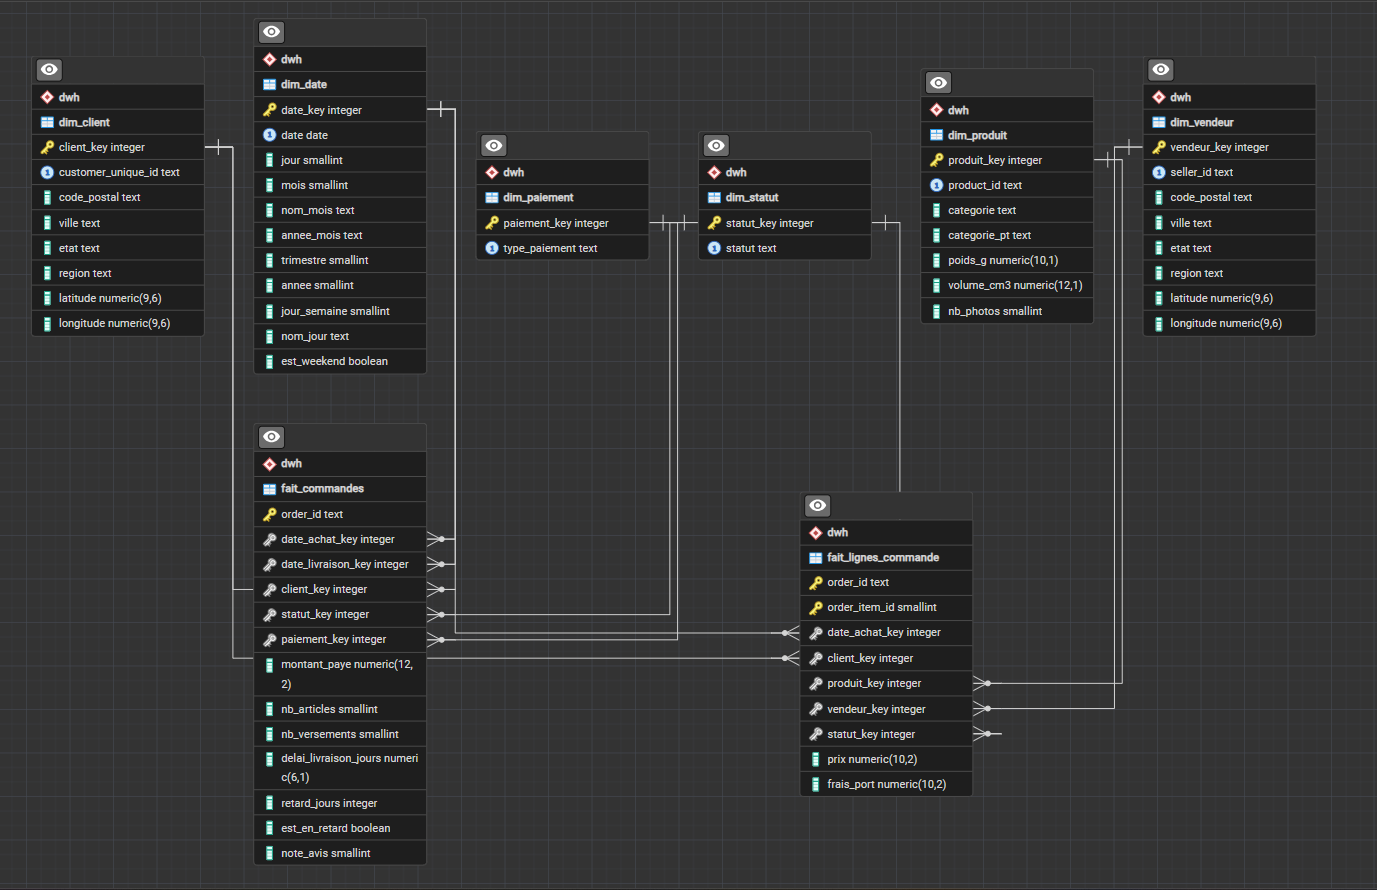 dwh
dim_client
client_key integer
customer_unique_id text
code_postal text
ville text
etat text
region text
latitude numeric(9,6)
longitude numeric(9,6)
dwh
dim_date
date_key integer
date date
jour smallint
mois smallint
nom_mois text
annee_mois text
trimestre smallint
annee smallint
jour_semaine smallint
nom_jour text
est_weekend boolean
dwh
dim_paiement
paiement_key integer
type_paiement text
dwh
dim_statut
statut_key integer
statut text
dwh
dim_produit
produit_key integer
product_id text
categorie text
categorie_pt text
poids_g numeric(10,1)
volume_cm3 numeric(12,1)
nb_photos smallint
dwh
dim_vendeur
vendeur_key integer
seller_id text
code_postal text
ville text
etat text
region text
latitude numeric(9,6)
longitude numeric(9,6)
dwh
fait_commandes
order_id text
date_achat_key integer
date_livraison_key integer
client_key integer
statut_key integer
paiement_key integer
montant_paye numeric(12,
2)
nb_articles smallint
nb_versements smallint
delai_livraison_jours numeri
c(6,1)
retard_jours integer
est_en_retard boolean
note_avis smallint
dwh
fait_lignes_commande
order_id text
order_item_id smallint
date_achat_key integer
client_key integer
produit_key integer
vendeur_key integer
statut_key integer
prix numeric(10,2)
frais_port numeric(10,2)